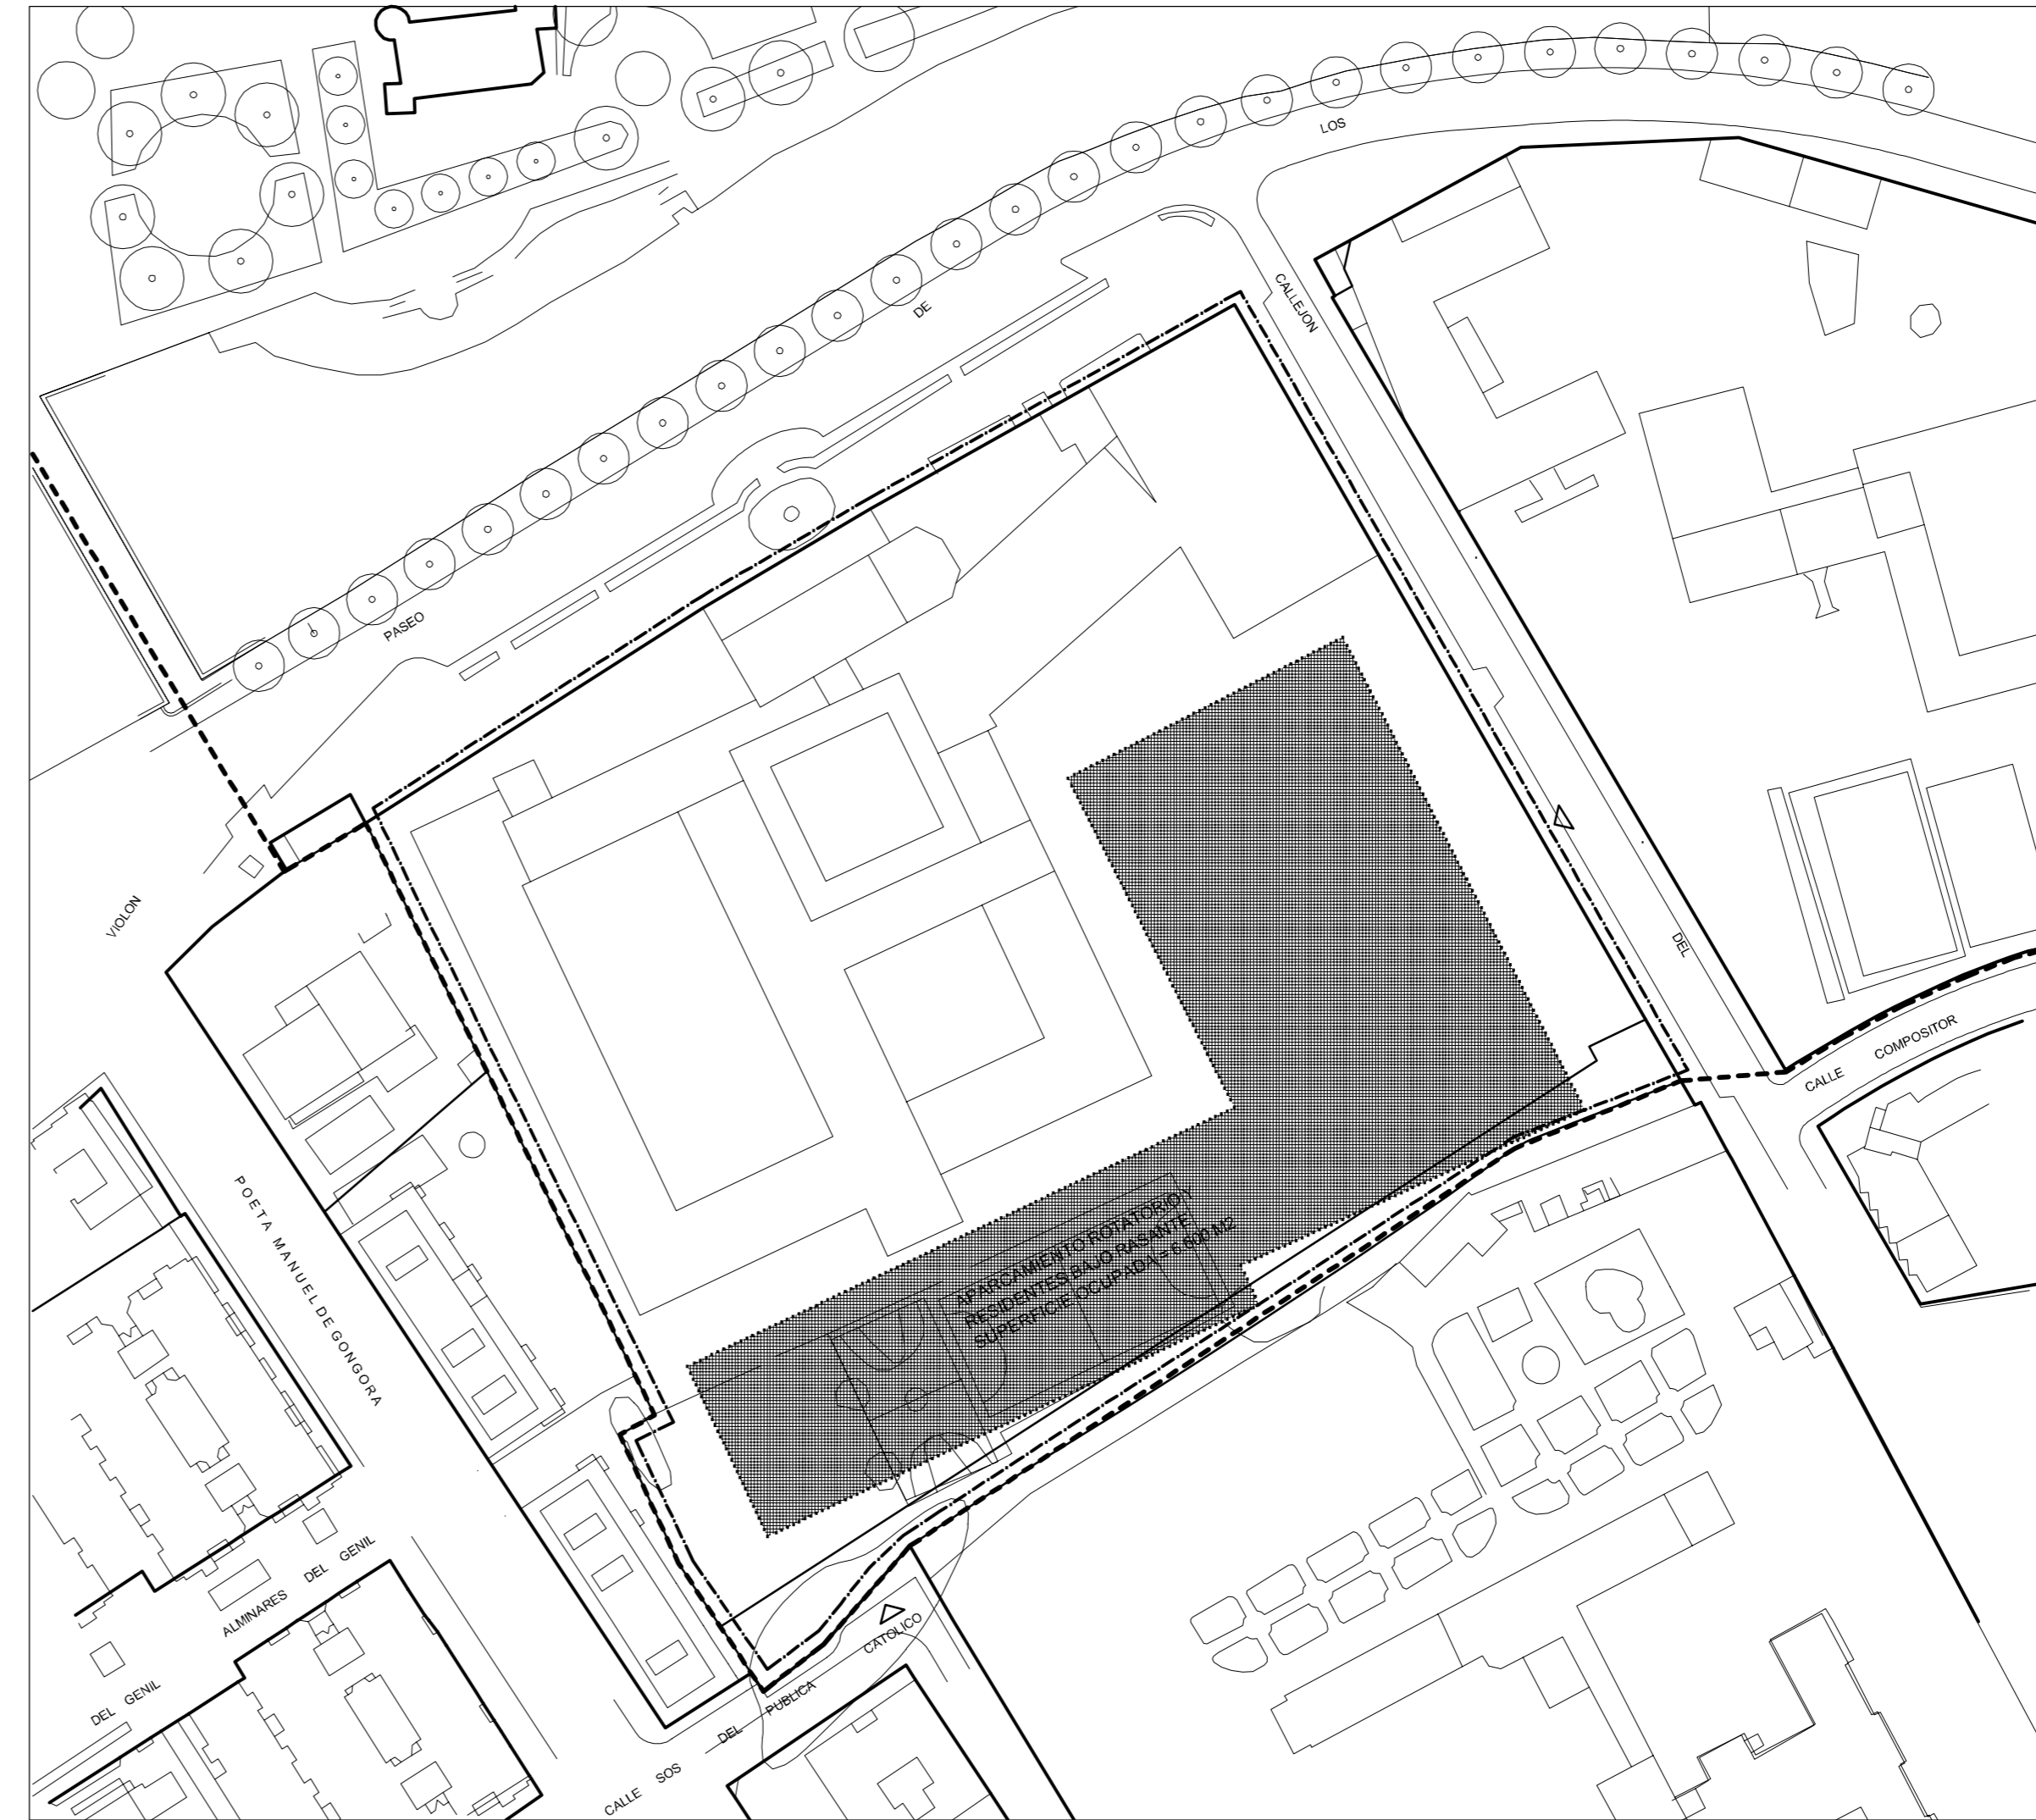 LOS
CALLEJON
DE
PASEO
VIOLON
DEL
COMPOSITOR
CALLE
POETA MANUEL DE GONGORA
APARCAMIENTO ROTATORIO Y
RESIDENTES BAJO RASANTE
SUPERFICIE OCUPADA = 6.600 M2
ALMINARES DEL GENIL
CATOLICO
DEL GENIL
PUBLICA
DEL
CALLE SOS